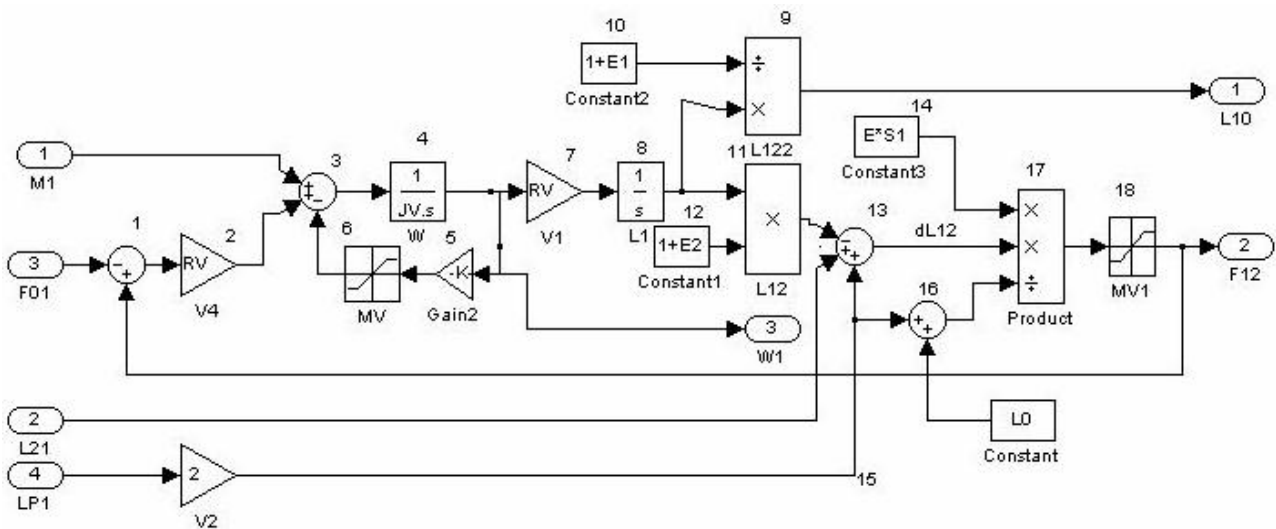 10
9
1+E1
÷
Constant2
×
1
L10
14
1
M1
3
4
7
8
11
L122
E*S1
Constant3
1
JV.s
W
RV
V1
1
s
L1
12
1+E2
Constant1
×
L12
17
18
1
2
6
5
13
dL12
×
×
÷
3
F01
-
+
RV
V4
MV
-K
Gain2
-
+
+
MV1
2
F12
3
W1
16
+
+
Product
2
L21
L0
Constant
4
LP1
2
V2
15